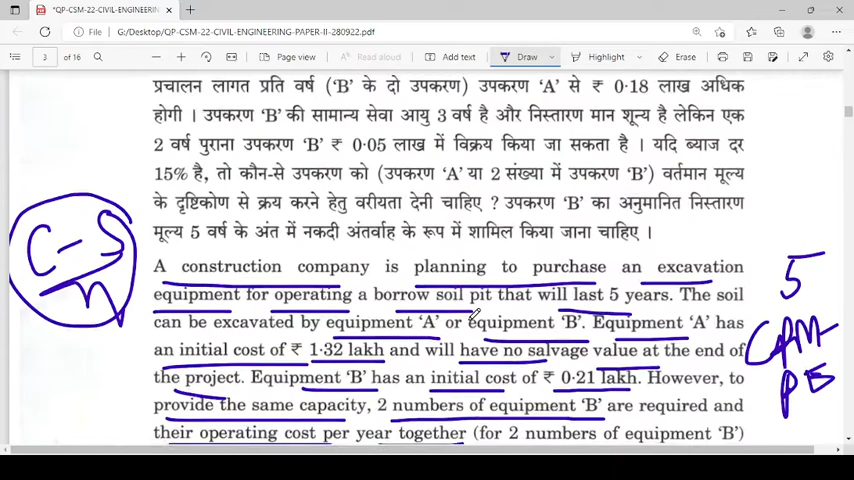 *QP-CSM-22-CIVIL-ENGINEERING-PAPER-II-280922.pdf
File G:/Desktop/QP-CSM-22-CIVIL-ENGINEERING-PAPER-II-280922.pdf
3 of 16 Page view Read aloud Add text Draw Highlight Erase
प्रचालन लागत प्रति वर्ष ('B' के दो उपकरण) उपकरण 'A' से ₹ 0·18 लाख अधिक
होगी । उपकरण 'B' की सामान्य सेवा आयु 3 वर्ष है और निस्तारण मान शून्य है लेकिन एक
2 वर्ष पुराना उपकरण 'B' ₹ 0·05 लाख में विक्रय किया जा सकता है । यदि ब्याज दर
15% है, तो कौन-से उपकरण को (उपकरण 'A' या 2 संख्या में उपकरण 'B') वर्तमान मूल्य
के दृष्टिकोण से क्रय करने हेतु वरीयता देनी चाहिए ? उपकरण 'B' का अनुमानित निस्तारण
मूल्य 5 वर्ष के अंत में नकदी अंतर्वाह के रूप में शामिल किया जाना चाहिए ।
A construction company is planning to purchase an excavation
equipment for operating a borrow soil pit that will last 5 years. The soil
can be excavated by equipment 'A' or equipment 'B'. Equipment 'A' has
an initial cost of ₹ 1·32 lakh and will have no salvage value at the end of
the project. Equipment 'B' has an initial cost of ₹ 0·21 lakh. However, to
provide the same capacity, 2 numbers of equipment 'B' are required and
their operating cost per year together (for 2 numbers of equipment 'B')
C-S
n
5
CPM-